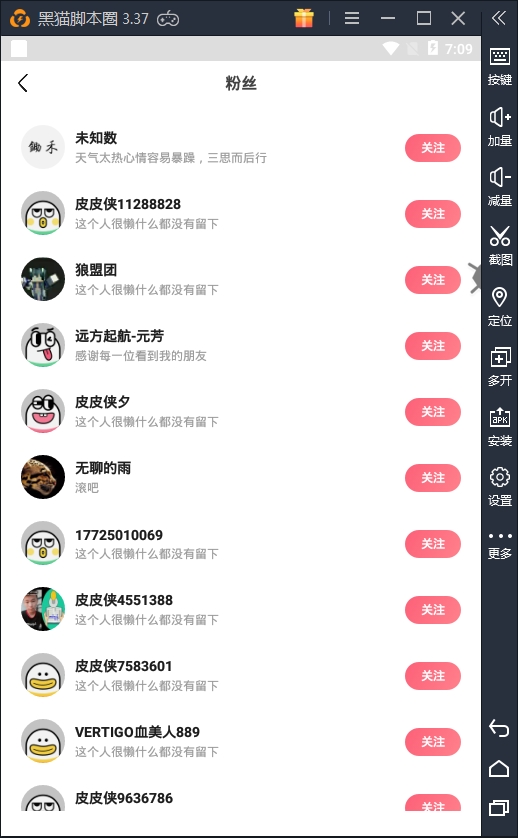 黑猫脚本圈 3.37
7:09
粉丝
按键
加量
减量
截图
定位
多开
安装
设置
更多
未知数
天气太热心情容易暴躁，三思而后行
关注
皮皮侠11288828
这个人很懒什么都没有留下
关注
狼盟团
这个人很懒什么都没有留下
关注
远方起航-元芳
感谢每一位看到我的朋友
关注
皮皮侠夕
这个人很懒什么都没有留下
关注
无聊的雨
滚吧
关注
17725010069
这个人很懒什么都没有留下
关注
皮皮侠4551388
这个人很懒什么都没有留下
关注
皮皮侠7583601
这个人很懒什么都没有留下
关注
VERTIGO血美人889
这个人很懒什么都没有留下
关注
皮皮侠9636786
关注
锄禾
APK